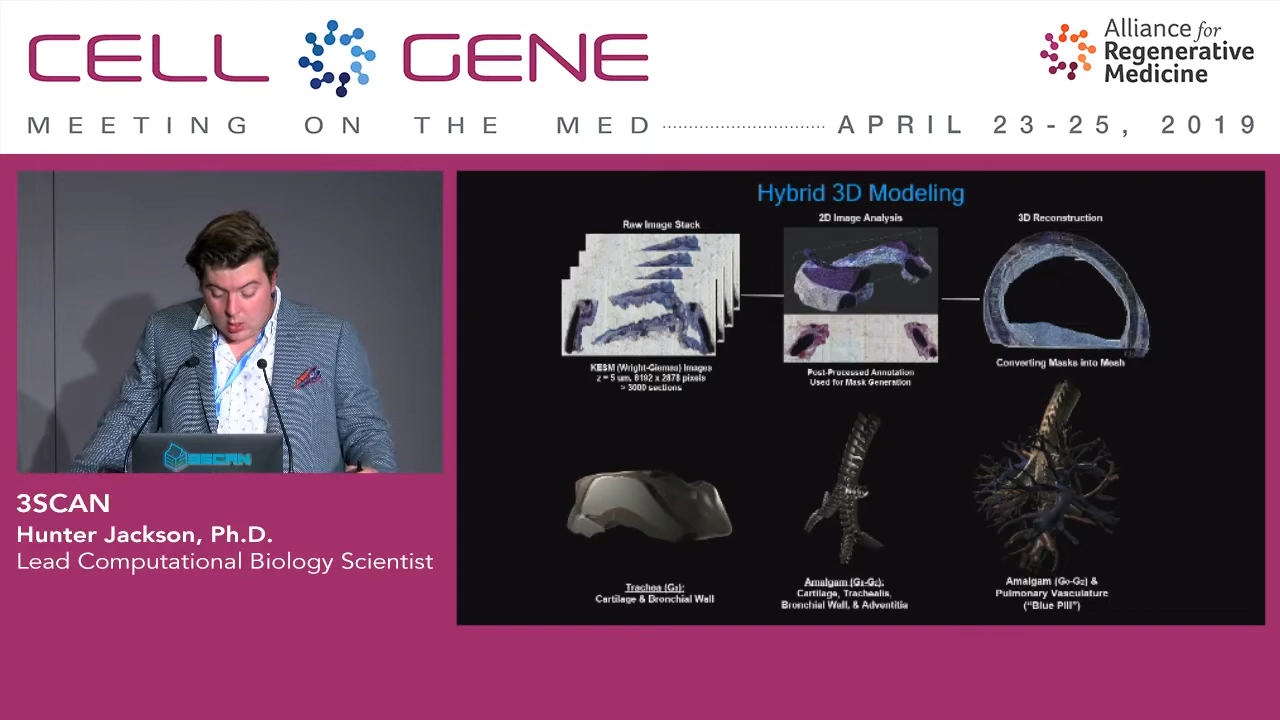 CELL GENE
Alliance for
Regenerative
Medicine
MEETING ON THE MED
APRIL 23-25, 2019
Hybrid 3D Modeling
Raw Image Stack
2D Image Analysis
3D Reconstruction
KESM (Wright-Giemsa) Images
z = 5 um, 8192 x 2878 pixels
> 3000 sections
Post-Processed Annotation
Used for Mask Generation
Converting Masks into Mesh
3SCAN
Trachea (G₁):
Cartilage & Bronchial Wall
Amalgam (G₁-G₂):
Cartilage, Trachealis,
Bronchial Wall, & Adventitia
Amalgam (G₀-G₂) &
Pulmonary Vasculature
("Blue Pill")
3SCAN
Hunter Jackson, Ph.D.
Lead Computational Biology Scientist